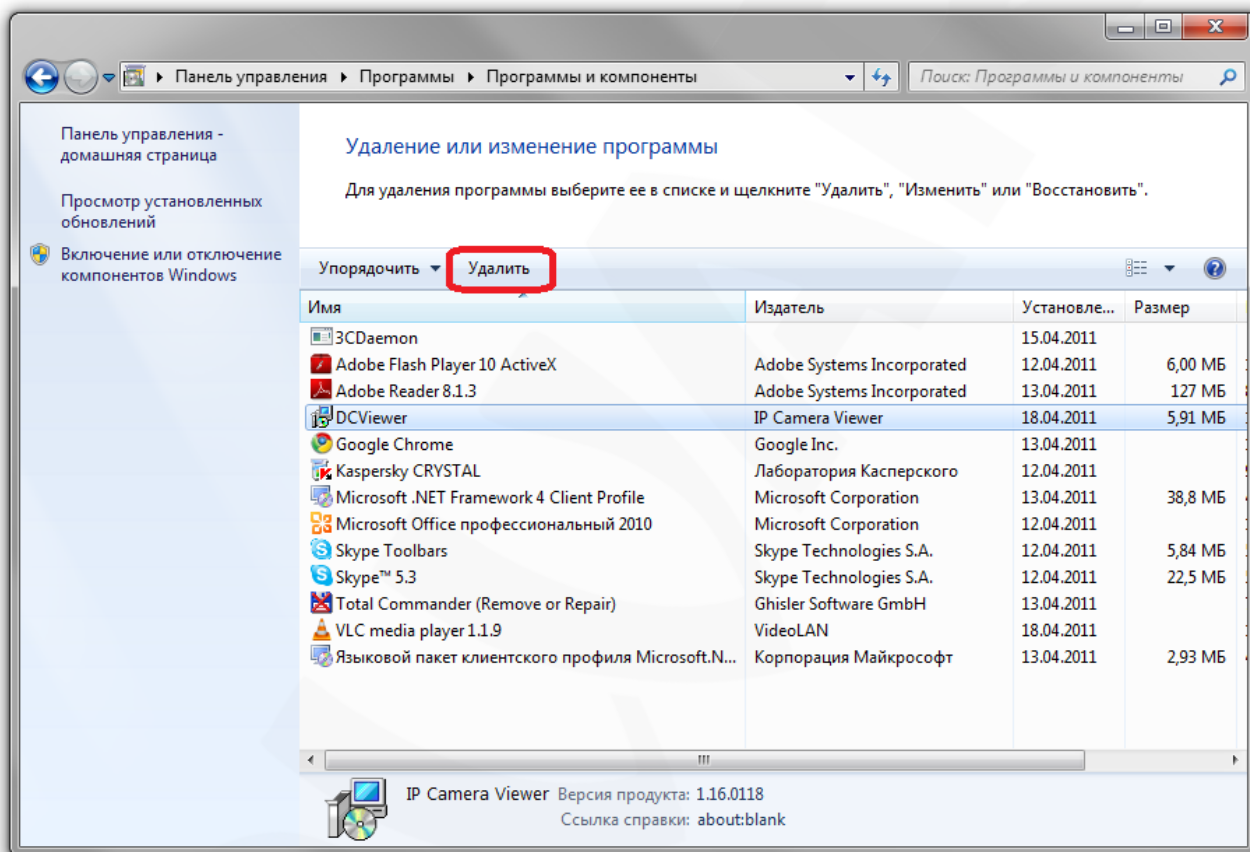 Панель управления ▸ Программы ▸ Программы и компоненты
Поиск: Программы и компоненты
Панель управления -
домашняя страница
Просмотр установленных
обновлений
Включение или отключение
компонентов Windows
Удаление или изменение программы
Для удаления программы выберите ее в списке и щелкните "Удалить", "Изменить" или "Восстановить".
Упорядочить Удалить
Имя Издатель Установле... Размер
3CDaemon 15.04.2011
Adobe Flash Player 10 ActiveX Adobe Systems Incorporated 12.04.2011 6,00 МБ
Adobe Reader 8.1.3 Adobe Systems Incorporated 13.04.2011 127 МБ
DCViewer IP Camera Viewer 18.04.2011 5,91 МБ
Google Chrome Google Inc. 13.04.2011
Kaspersky CRYSTAL Лаборатория Касперского 12.04.2011
Microsoft .NET Framework 4 Client Profile Microsoft Corporation 13.04.2011 38,8 МБ
Microsoft Office профессиональный 2010 Microsoft Corporation 12.04.2011
Skype Toolbars Skype Technologies S.A. 12.04.2011 5,84 МБ
Skype™ 5.3 Skype Technologies S.A. 12.04.2011 22,5 МБ
Total Commander (Remove or Repair) Ghisler Software GmbH 13.04.2011
VLC media player 1.1.9 VideoLAN 18.04.2011
Языковой пакет клиентского профиля Microsoft.N... Корпорация Майкрософт 13.04.2011 2,93 МБ
IP Camera Viewer Версия продукта: 1.16.0118
Ссылка справки: about:blank